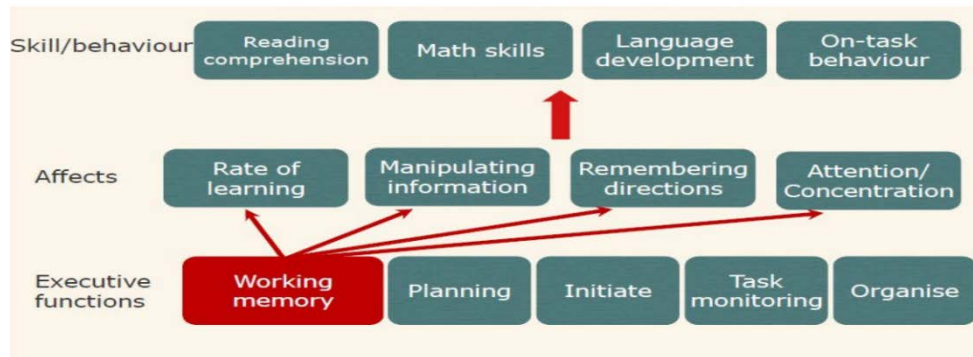 Skill/behaviour
Reading
comprehension
Math skills
Language
development
On-task
behaviour
Affects
Rate of
learning
Manipulating
information
Remembering
directions
Attention/
Concentration
Executive
functions
Working
memory
Planning
Initiate
Task
monitoring
Organise